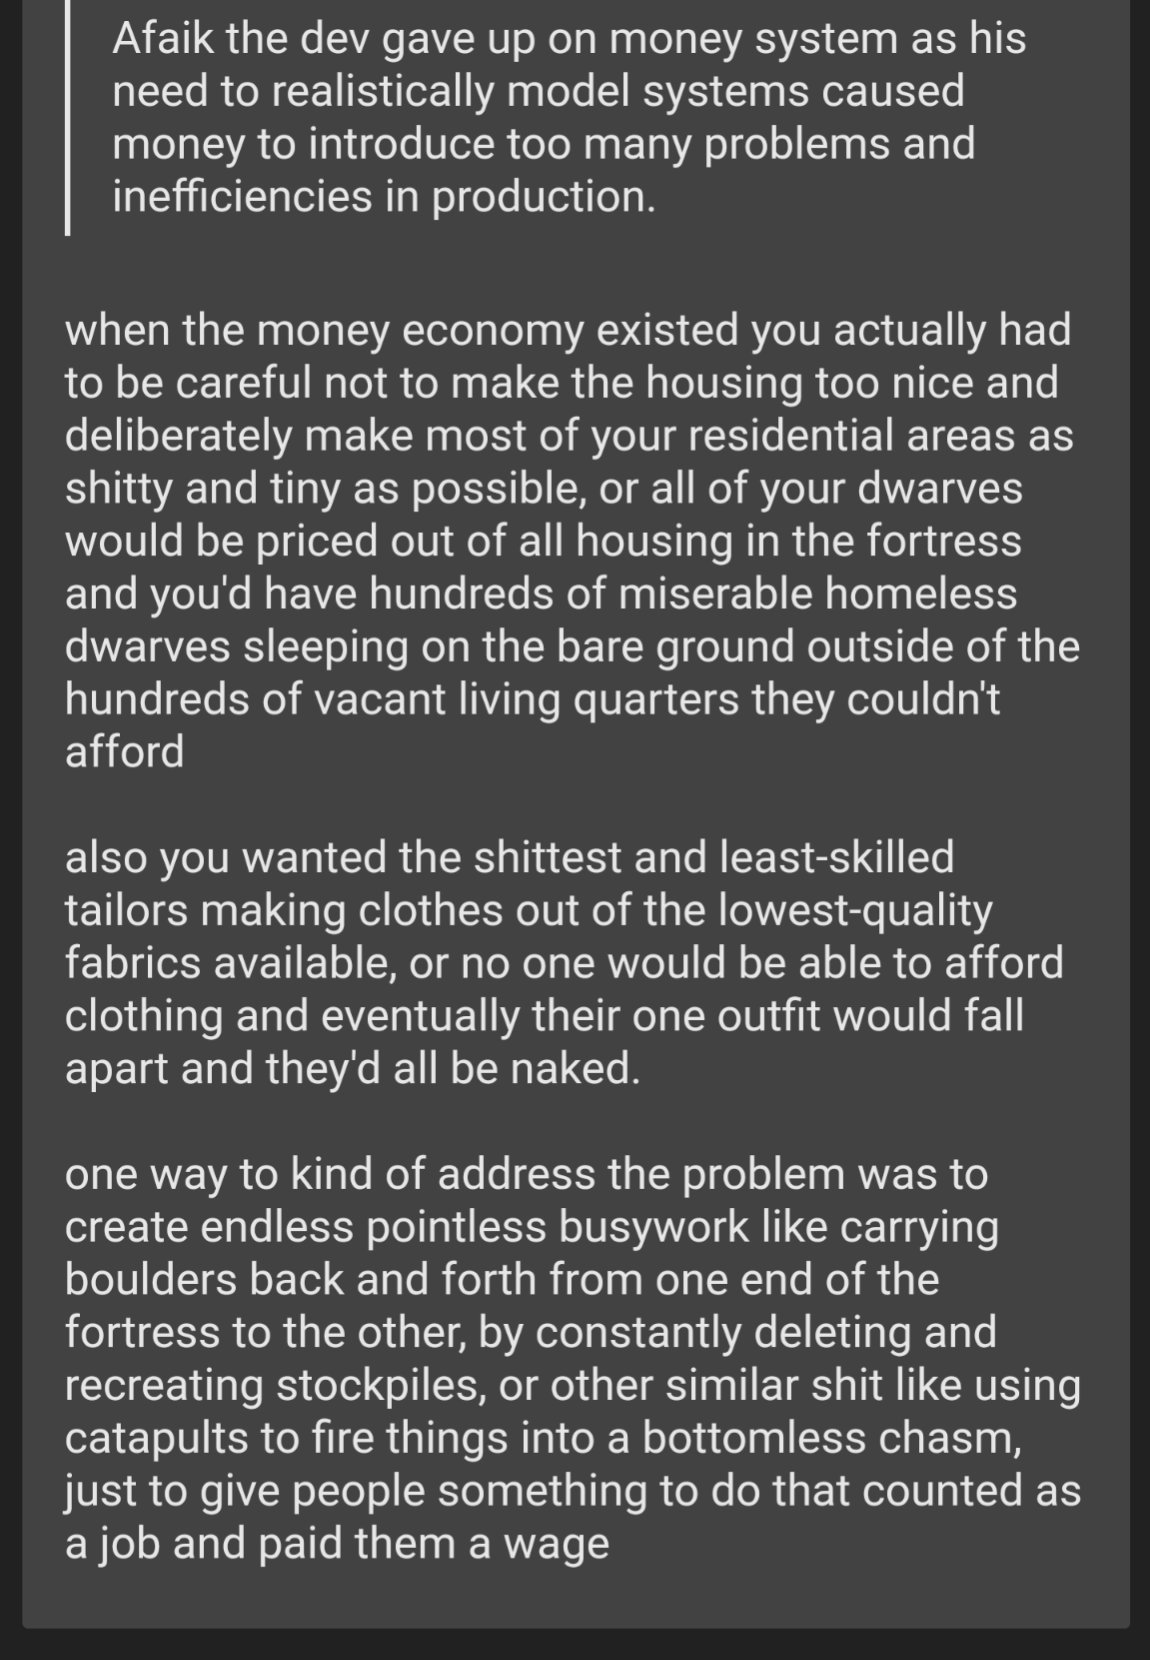 Afaik the dev gave up on money system as his
need to realistically model systems caused
money to introduce too many problems and
inefficiencies in production.
when the money economy existed you actually had
to be careful not to make the housing too nice and
deliberately make most of your residential areas as
shitty and tiny as possible, or all of your dwarves
would be priced out of all housing in the fortress
and you'd have hundreds of miserable homeless
dwarves sleeping on the bare ground outside of the
hundreds of vacant living quarters they couldn't
afford
also you wanted the shittest and least-skilled
tailors making clothes out of the lowest-quality
fabrics available, or no one would be able to afford
clothing and eventually their one outfit would fall
apart and they'd all be naked.
one way to kind of address the problem was to
create endless pointless busywork like carrying
boulders back and forth from one end of the
fortress to the other, by constantly deleting and
recreating stockpiles, or other similar shit like using
catapults to fire things into a bottomless chasm,
just to give people something to do that counted as
a job and paid them a wage